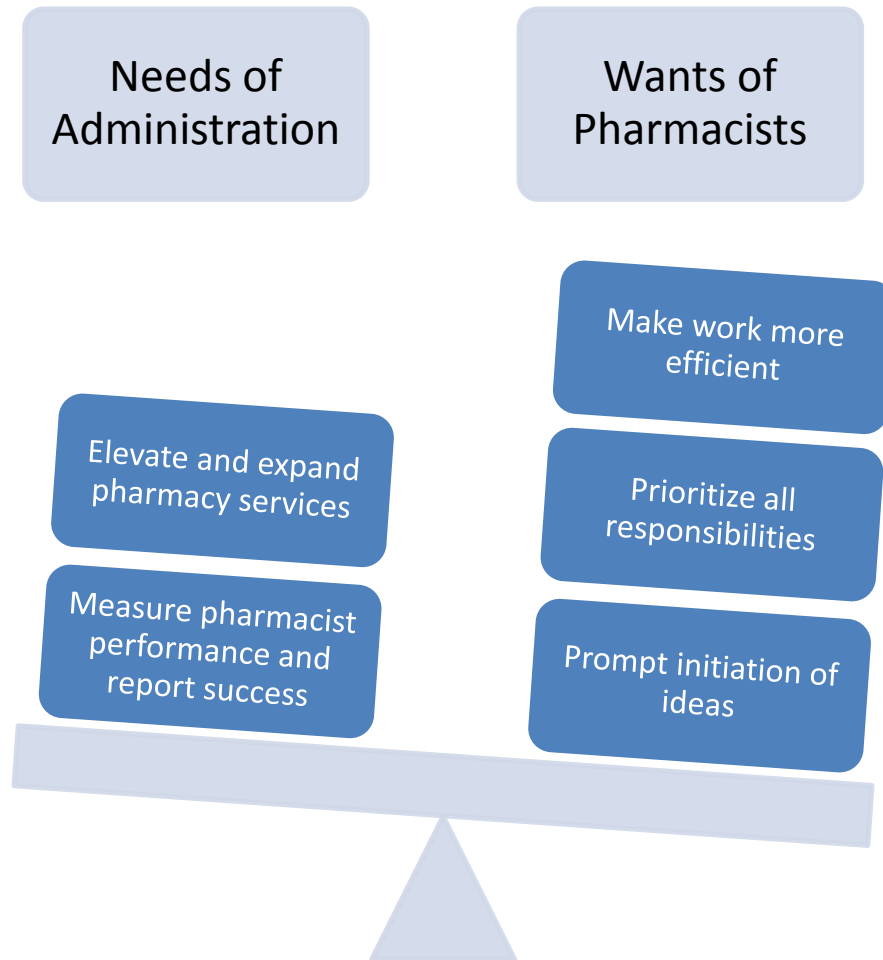 Needs of
Administration
Wants of
Pharmacists
Make work more
efficient
Elevate and expand
pharmacy services
Prioritize all
responsibilities
Measure pharmacist
performance and
report success
Prompt initiation of
ideas